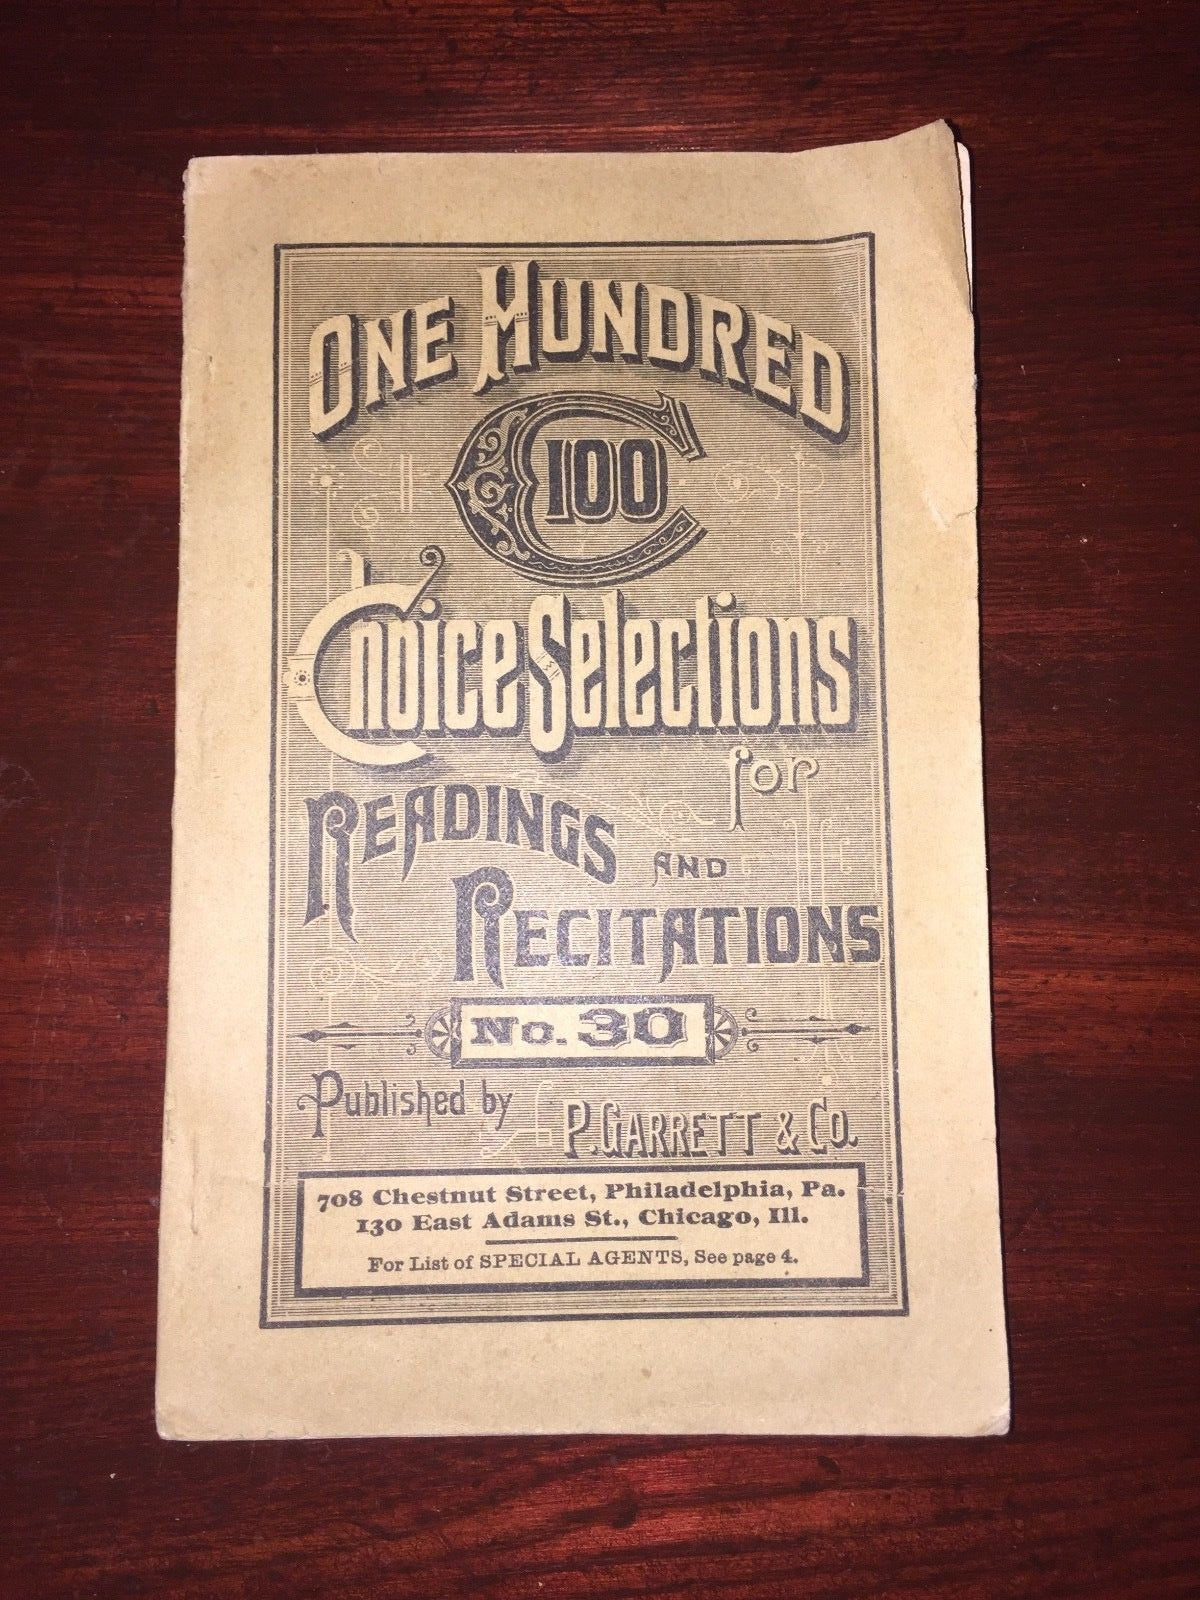 ONE HUNDRED
C 100
Choice Selections
for
READINGS AND
RECITATIONS
No. 30
Published by P. GARRETT & Co.
708 Chestnut Street, Philadelphia, Pa.
130 East Adams St., Chicago, Ill.
For List of SPECIAL AGENTS, See page 4.